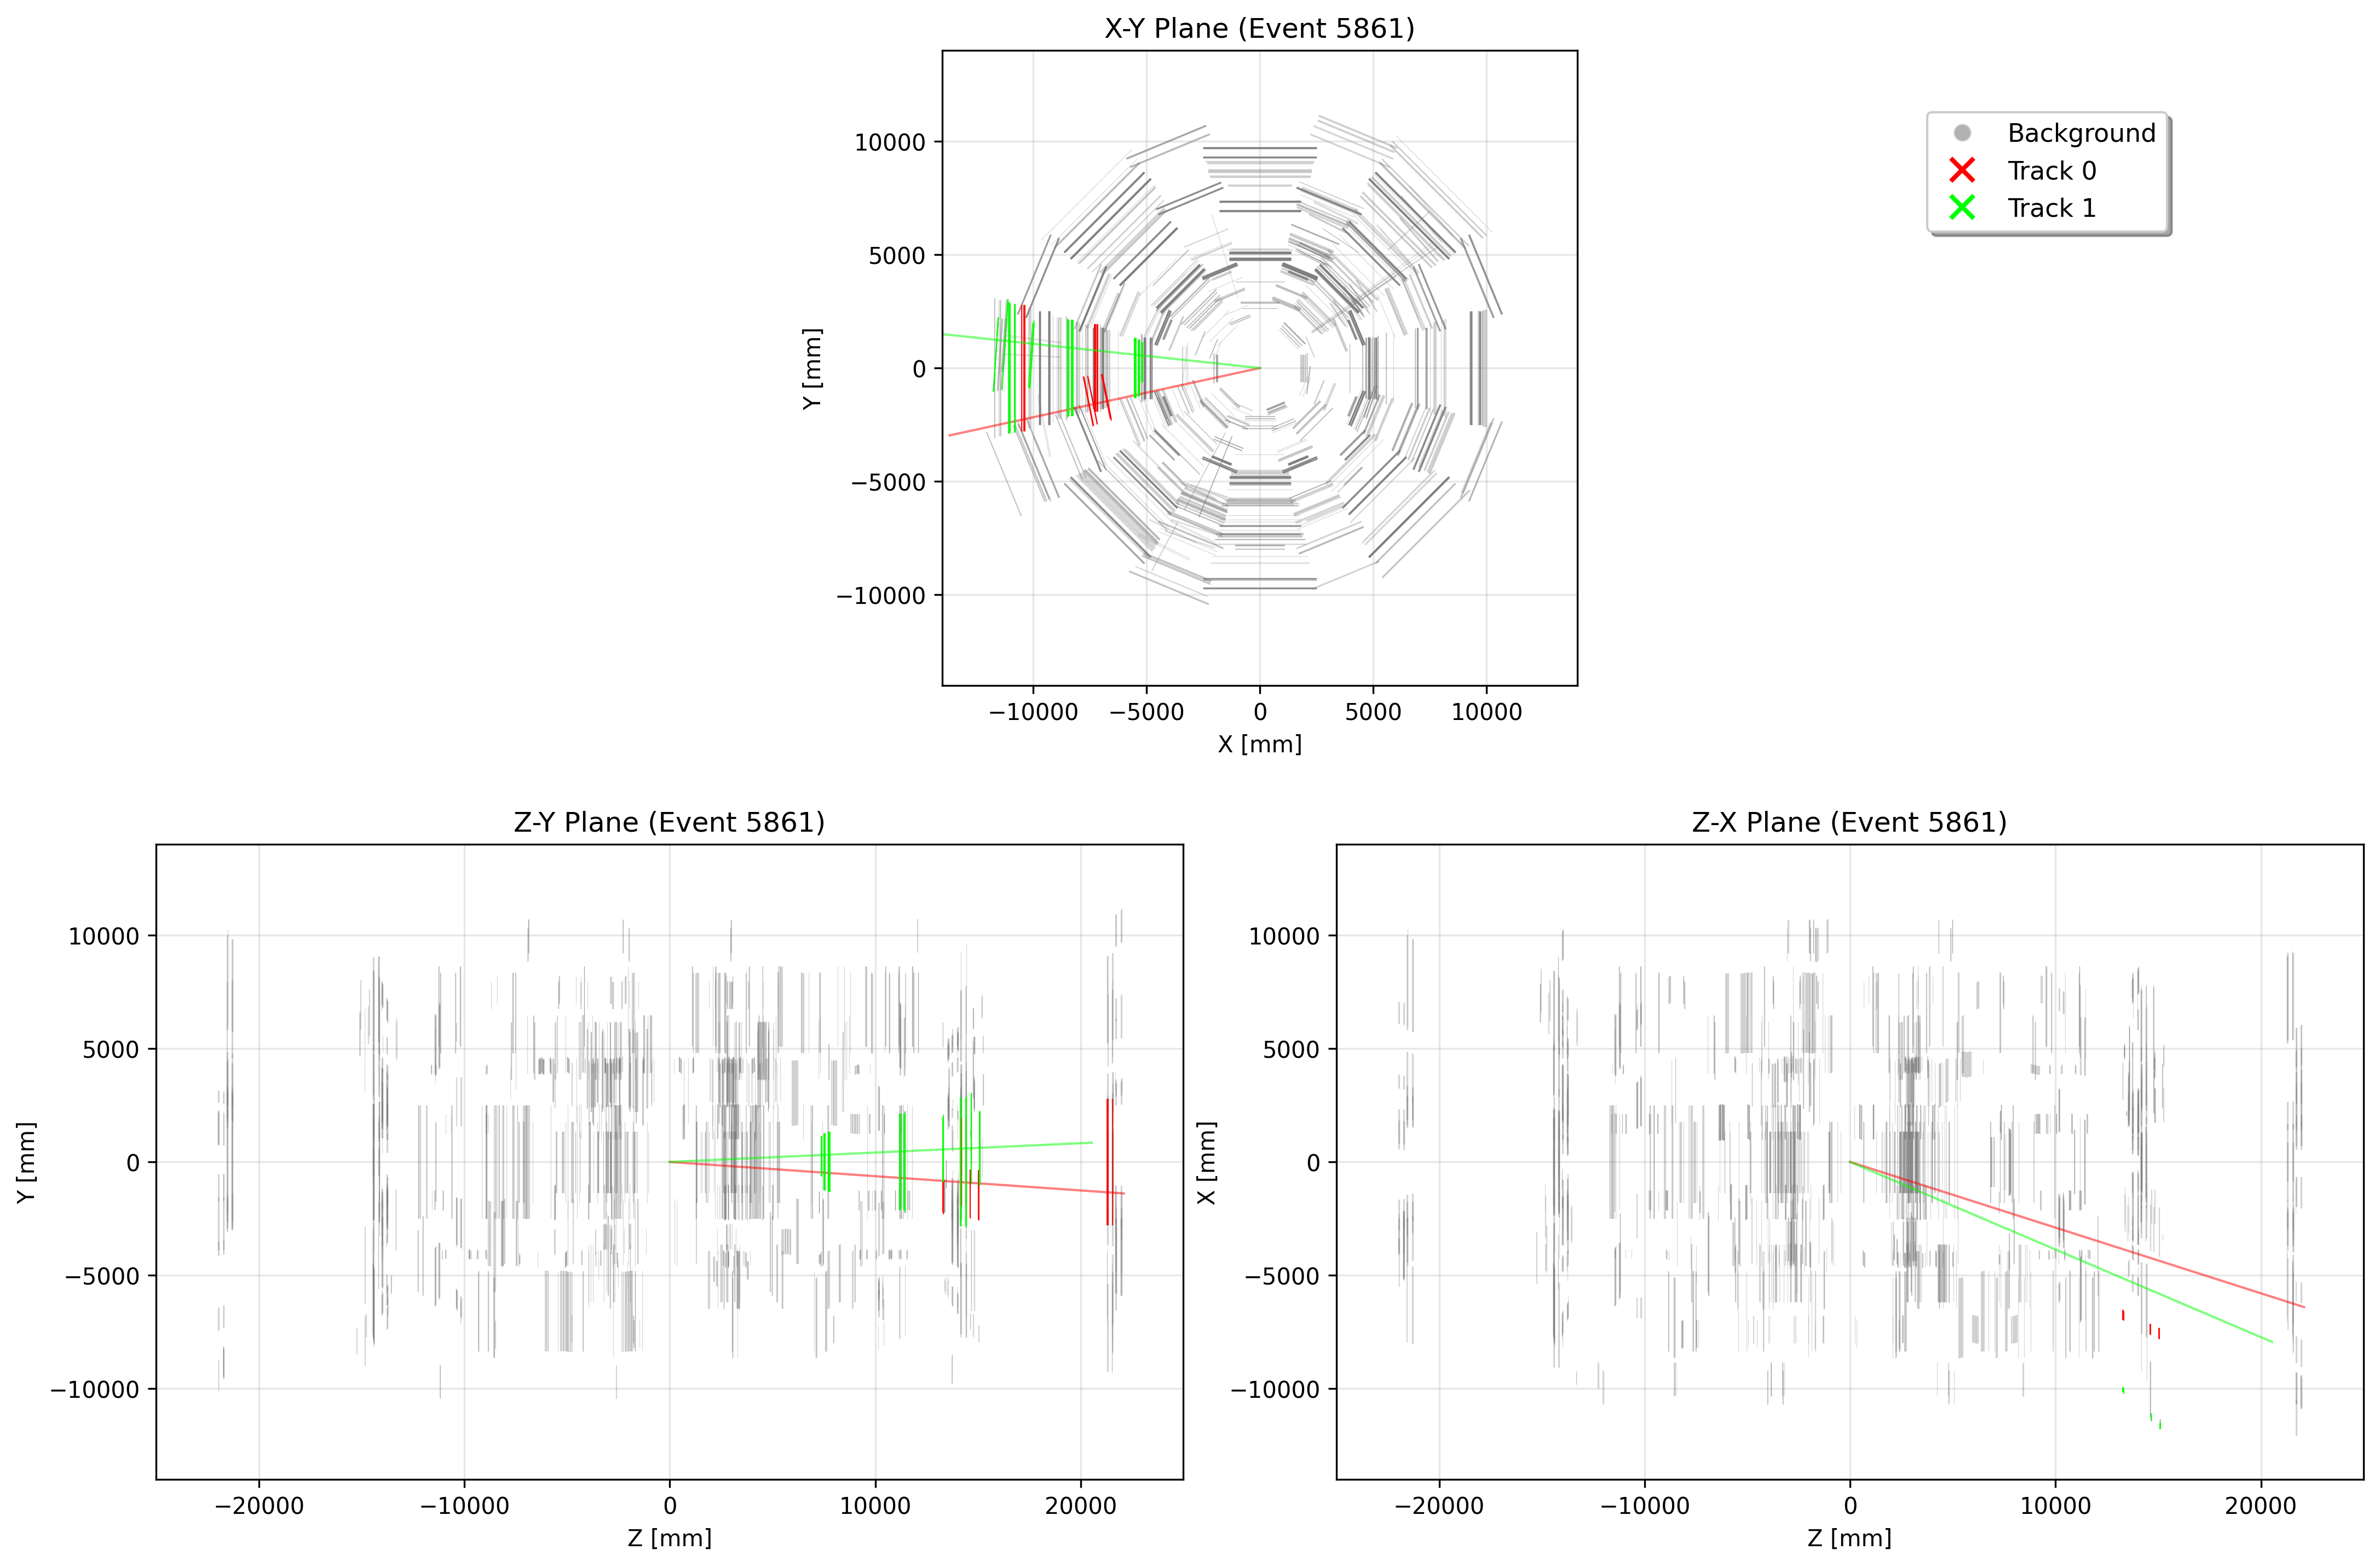 X-Y Plane (Event 5861)
Y [mm]
10000
5000
0
−5000
−10000
−10000 −5000 0 5000 10000
X [mm]
Background
Track 0
Track 1
Z-Y Plane (Event 5861)
Y [mm]
10000
5000
0
−5000
−10000
−20000 −10000 0 10000 20000
Z [mm]
Z-X Plane (Event 5861)
X [mm]
10000
5000
0
−5000
−10000
−20000 −10000 0 10000 20000
Z [mm]